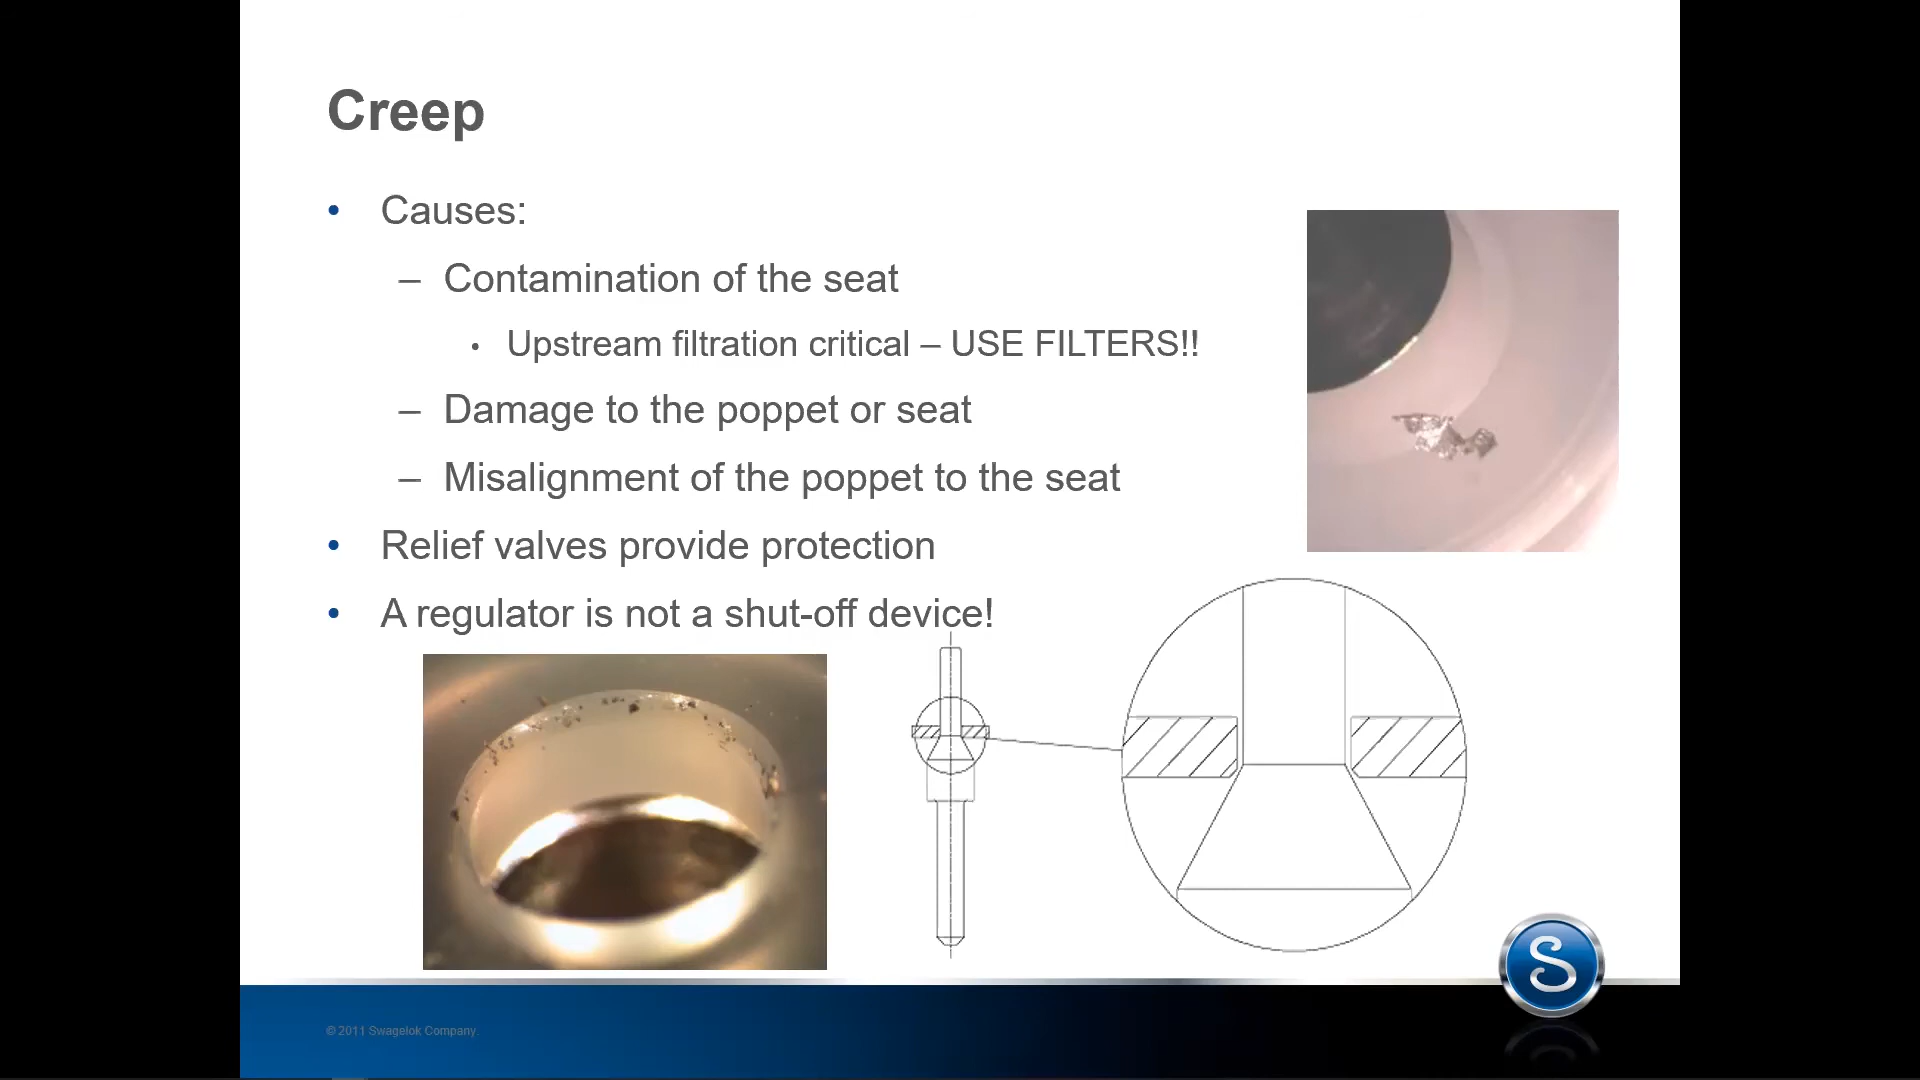 Creep
• Causes:
– Contamination of the seat
• Upstream filtration critical – USE FILTERS!!
– Damage to the poppet or seat
– Misalignment of the poppet to the seat
• Relief valves provide protection
• A regulator is not a shut-off device!
S
© 2011 Swagelok Company.